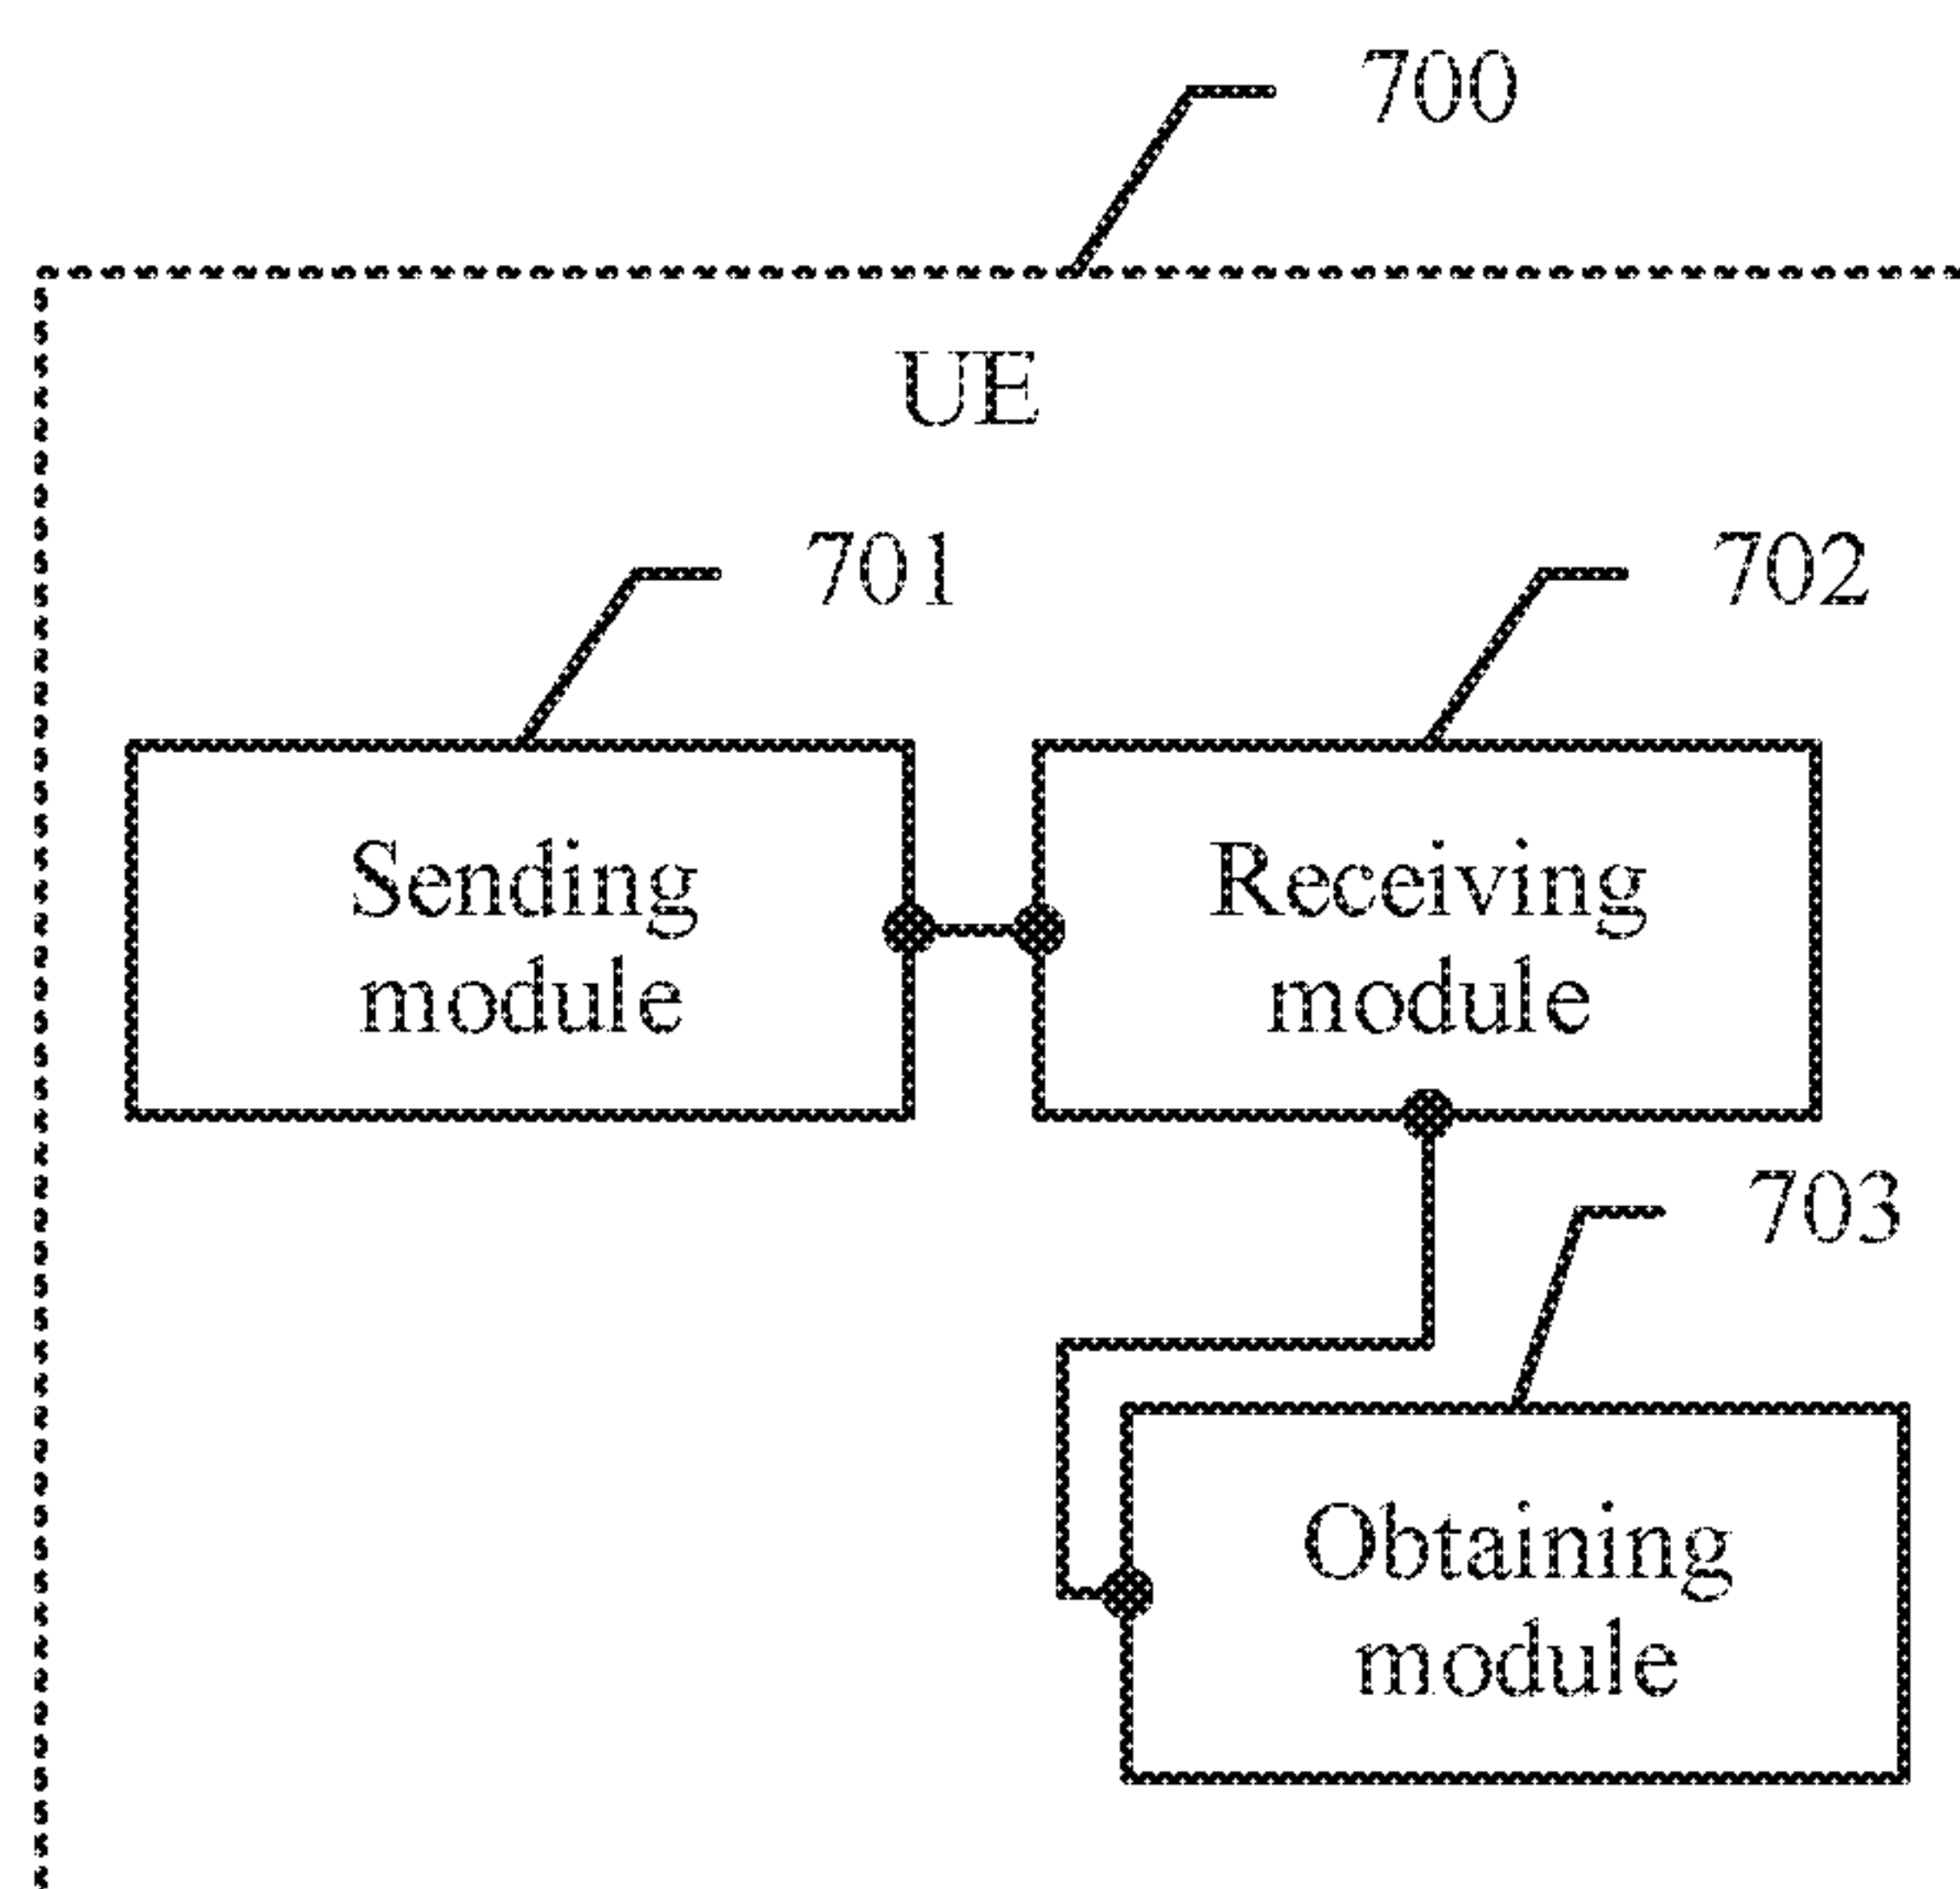 700
UE
701
702
Sending
module
Receiving
module
703
Obtaining
module